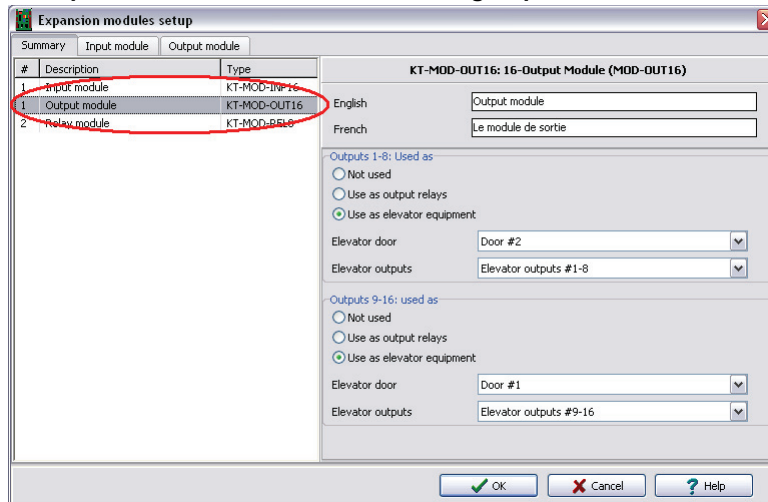 Expansion modules setup
Summary Input module Output module
# Description Type
1 Input module KT-MOD-INP16
1 Output module KT-MOD-OUT16
2 Relay module KT-MOD-REL8
KT-MOD-OUT16: 16-Output Module (MOD-OUT16)
English Output module
French Le module de sortie
Outputs 1-8: Used as
Not used
Use as output relays
Use as elevator equipment
Elevator door Door #2
Elevator outputs Elevator outputs #1-8
Outputs 9-16: used as
Not used
Use as output relays
Use as elevator equipment
Elevator door Door #1
Elevator outputs Elevator outputs #9-16
OK Cancel ? Help